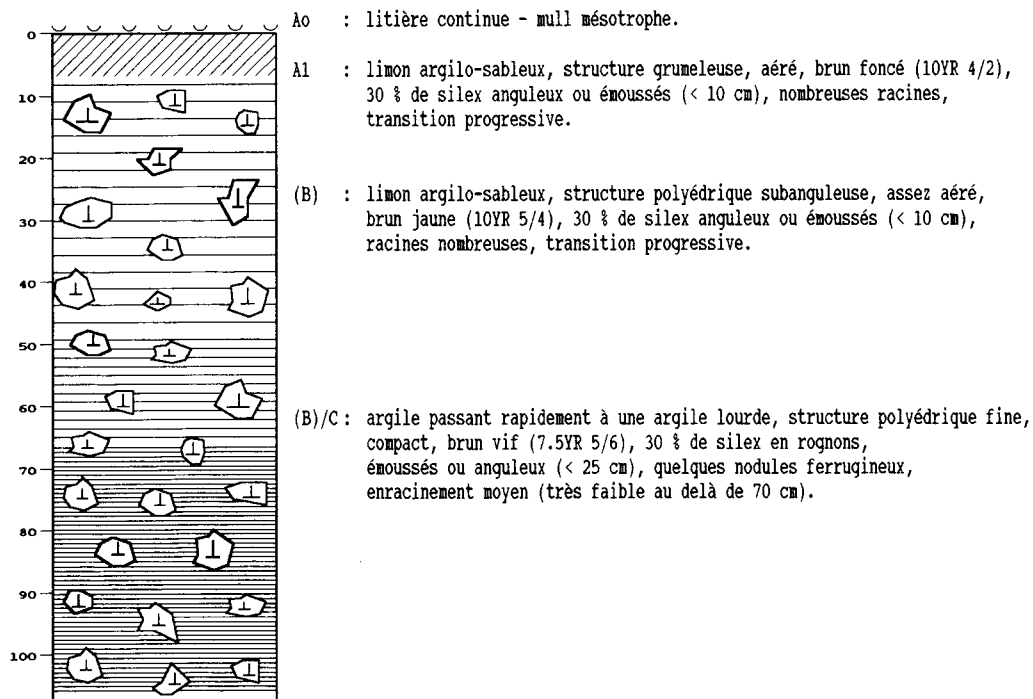 Ao : litière continue - mull mésotrophe.
0
A1 : limon argilo-sableux, structure grumeleuse, aéré, brun foncé (10YR 4/2),
30 % de silex anguleux ou émoussés (< 10 cm), nombreuses racines,
transition progressive.
10
20
(B) : limon argilo-sableux, structure polyédrique subanguleuse, assez aéré,
brun jaune (10YR 5/4), 30 % de silex anguleux ou émoussés (< 10 cm),
racines nombreuses, transition progressive.
30
40
50
60
(B)/C : argile passant rapidement à une argile lourde, structure polyédrique fine,
compact, brun vif (7.5YR 5/6), 30 % de silex en rognons,
émoussés ou anguleux (< 25 cm), quelques nodules ferrugineux,
enracinement moyen (très faible au delà de 70 cm).
70
80
90
100